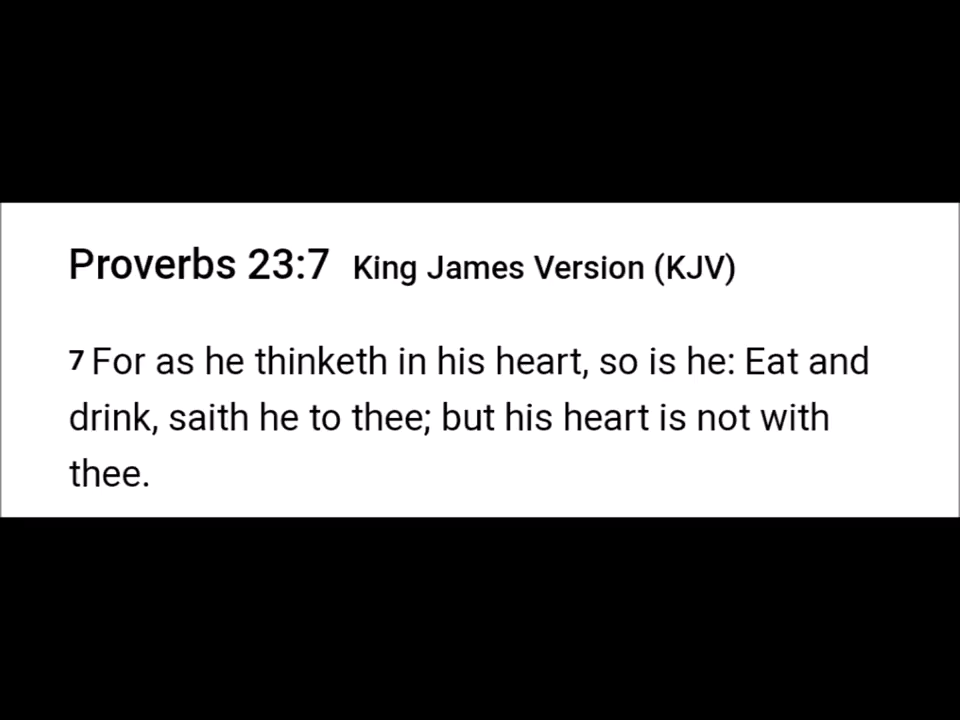 Proverbs 23:7 King James Version (KJV)
7 For as he thinketh in his heart, so is he: Eat and
drink, saith he to thee; but his heart is not with
thee.